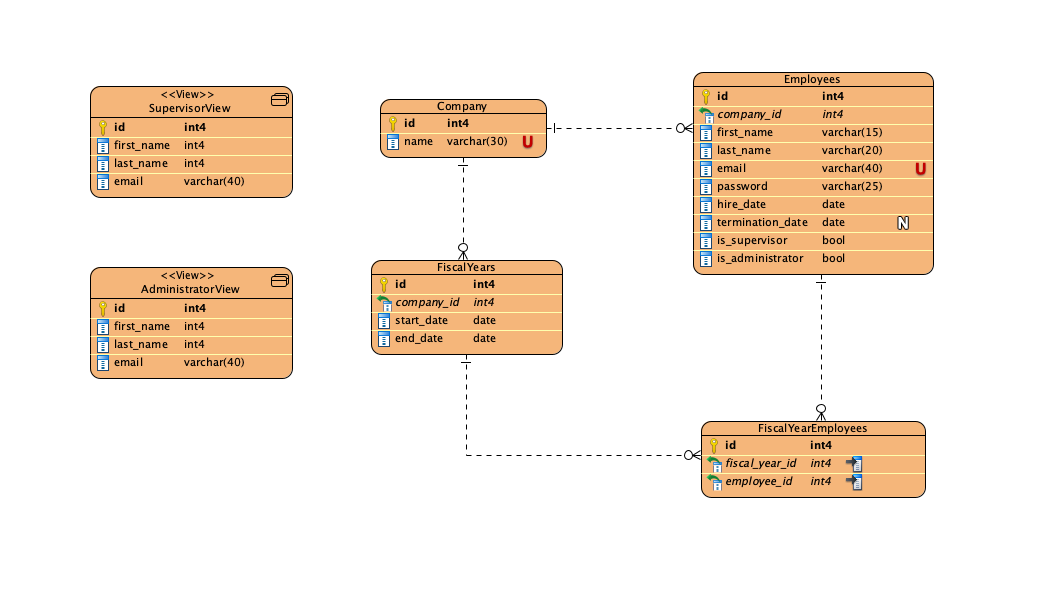 <<View>>
SupervisorView
id int4
first_name int4
last_name int4
email varchar(40)
<<View>>
AdministratorView
id int4
first_name int4
last_name int4
email varchar(40)
Company
id int4
name varchar(30) U
FiscalYears
id int4
company_id int4
start_date date
end_date date
Employees
id int4
company_id int4
first_name varchar(15)
last_name varchar(20)
email varchar(40) U
password varchar(25)
hire_date date
termination_date date N
is_supervisor bool
is_administrator bool
FiscalYearEmployees
id int4
fiscal_year_id int4
employee_id int4